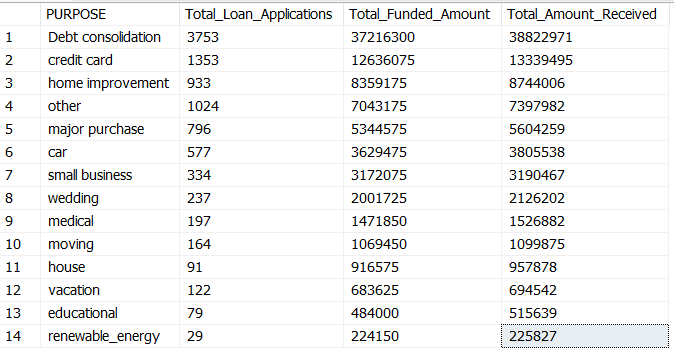 PURPOSE Total_Loan_Applications Total_Funded_Amount Total_Amount_Received
1 Debt consolidation 3753 37216300 38822971
2 credit card 1353 12636075 13339495
3 home improvement 933 8359175 8744006
4 other 1024 7043175 7397982
5 major purchase 796 5344575 5604259
6 car 577 3629475 3805538
7 small business 334 3172075 3190467
8 wedding 237 2001725 2126202
9 medical 197 1471850 1526882
10 moving 164 1069450 1099875
11 house 91 916575 957878
12 vacation 122 683625 694542
13 educational 79 484000 515639
14 renewable_energy 29 224150 225827